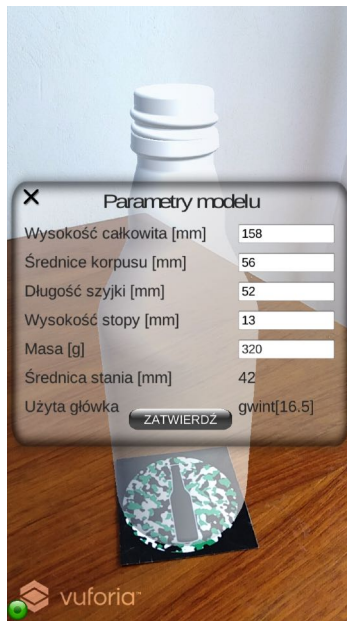 Parametry modelu
Wysokość całkowita [mm] 158
Średnice korpusu [mm] 56
Długość szyjki [mm] 52
Wysokość stopy [mm] 13
Masa [g] 320
Średnica stania [mm] 42
Użyta główka gwint[16.5]
ZATWIERDŹ
vuforia™